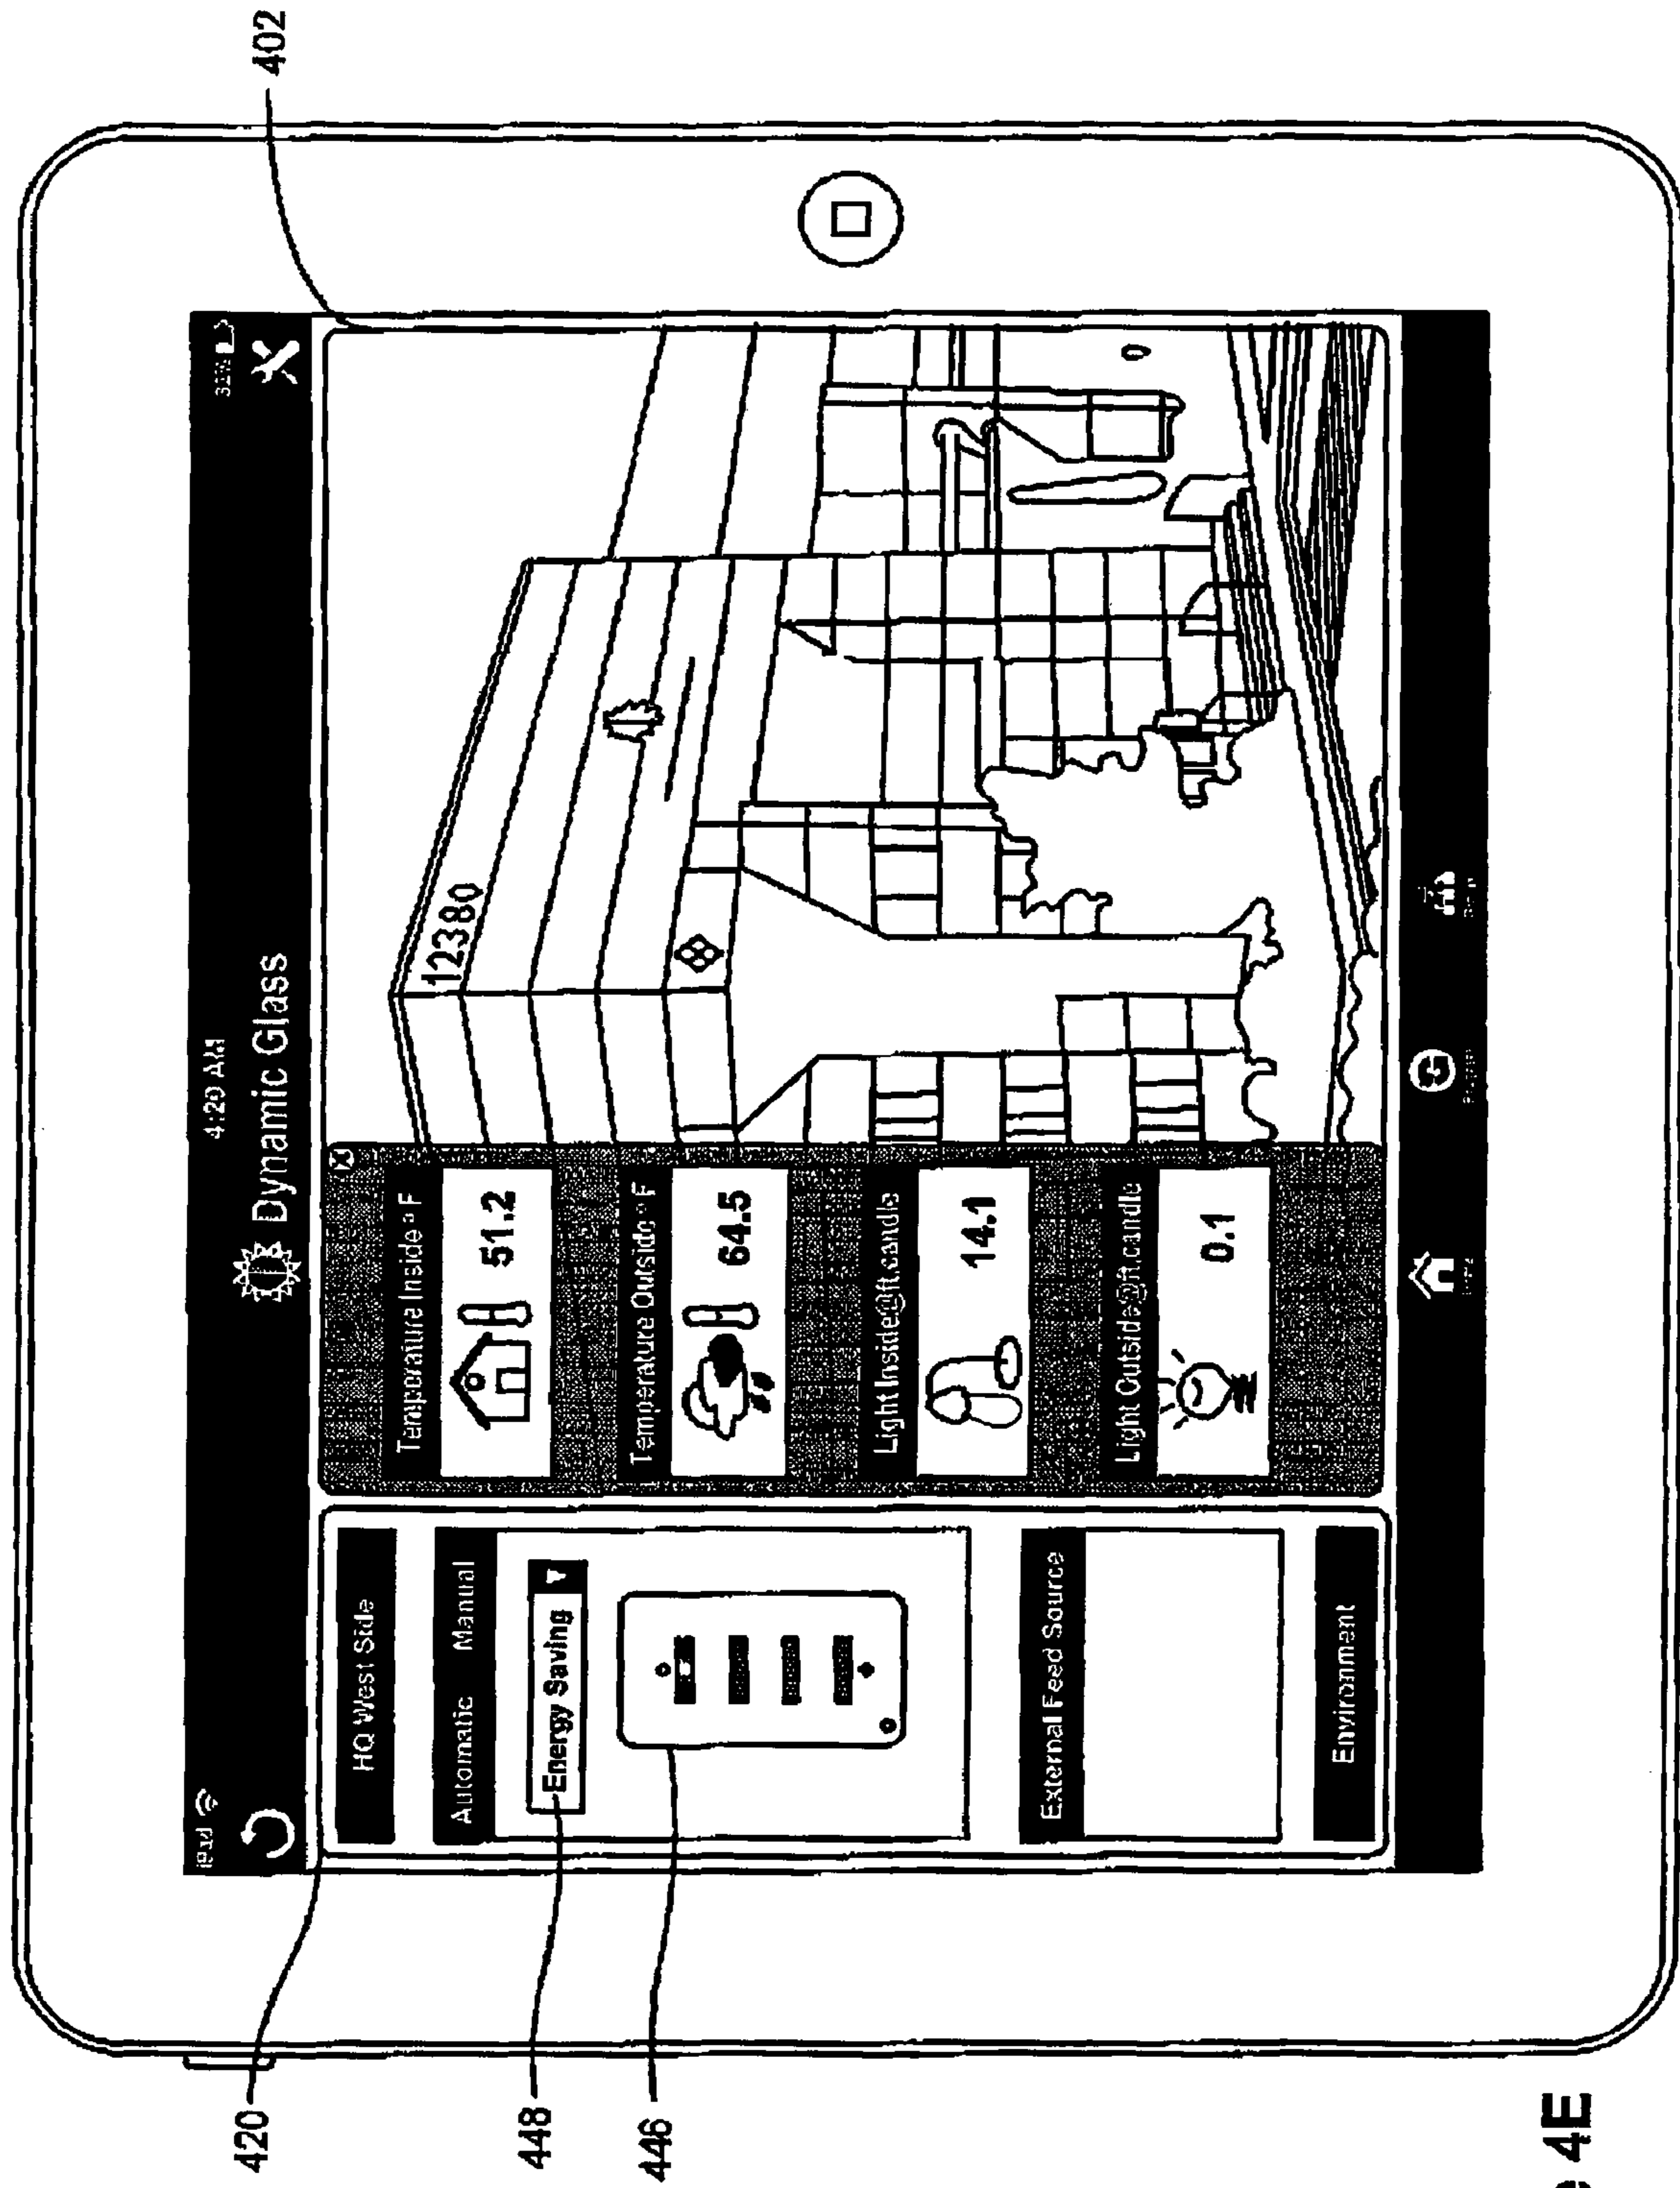 402
iPad
4:20 AM
Dynamic Glass
HQ West Side
Automatic Manual
Energy Saving
External Feed Source
Environment
Temperature Inside ° F
51.2
Temperature Outside ° F
64.5
Light Inside@ft.candle
14.1
Light Outside@ft.candle
0.1
12380
420
448
446
4E